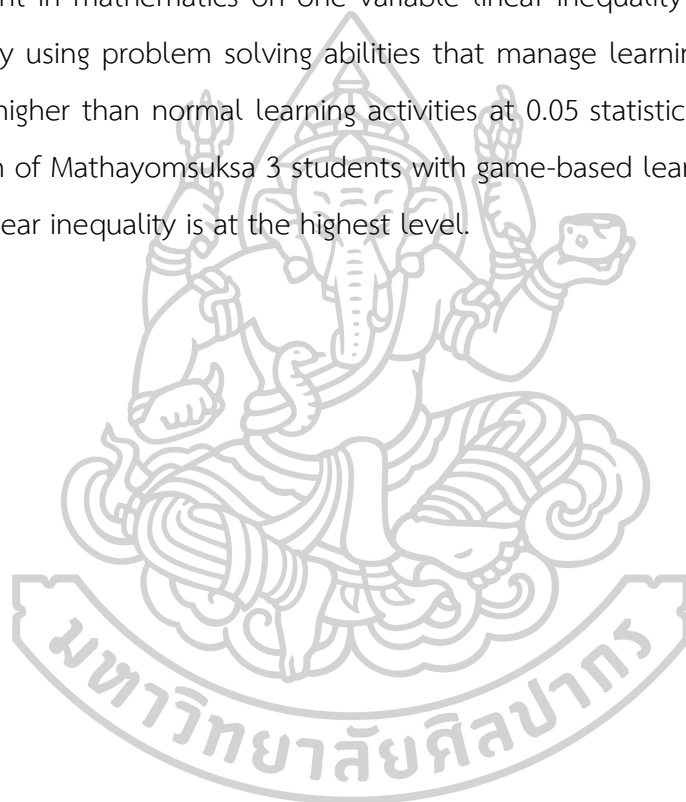 nt in mathematics on one variable linear inequality
y using problem solving abilities that manage learnin
higher than normal learning activities at 0.05 statistic
n of Mathayomsuksa 3 students with game-based lear
ear inequality is at the highest level.
มหาวิทยาลัยศิลปากร